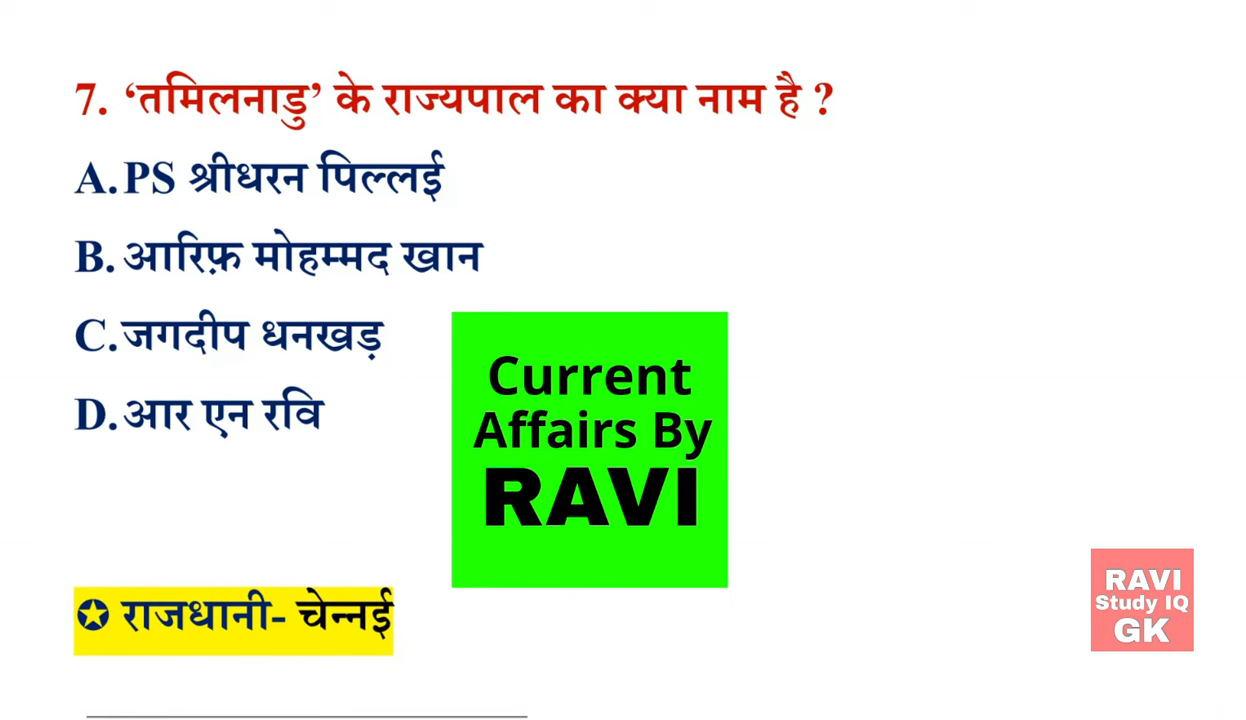 7. ‘तमिलनाडु’ के राज्यपाल का क्या नाम है ?
A. PS श्रीधरन पिल्लई
B. आरिफ़ मोहम्मद खान
C. जगदीप धनखड़
D. आर एन रवि
Current
Affairs By
RAVI
✪ राजधानी- चेन्नई
RAVI
Study IQ
GK